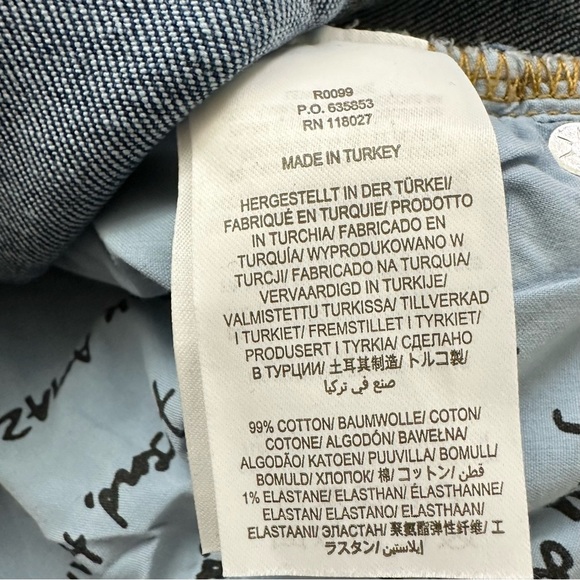 R0099
P.O. 635853
RN 118027
MADE IN TURKEY
HERGESTELLT IN DER TÜRKEI/
FABRIQUÉ EN TURQUIE/ PRODOTTO
IN TURCHIA/ FABRICADO EN
TURQUÍA/ WYPRODUKOWANO W
TURCJI/ FABRICADO NA TURQUIA/
VERVAARDIGD IN TURKIJE/
VALMISTETTU TURKISSA/ TILLVERKAD
I TURKIET/ FREMSTILLET I TYRKIET/
PRODUSERT I TYRKIA/ СДЕЛАНО
В ТУРЦИИ/ 土耳其制造/ トルコ製/
صنع في تركيا
99% COTTON/ BAUMWOLLE/ COTON/
COTONE/ ALGODÓN/ BAWEŁNA/
ALGODÃO/ KATOEN/ PUUVILLA/ BOMULL/
BOMULD/ ХЛОПОК/ 棉/ コットン/ قطن/
1% ELASTANE/ ELASTHAN/ ÉLASTHANNE/
ELASTAN/ ELASTANO/ ELASTHAAN/
ELASTAANI/ ЭЛАСТАН/ 聚氨酯弹性纤维/ エ
ラスタン/ إيلاستين/